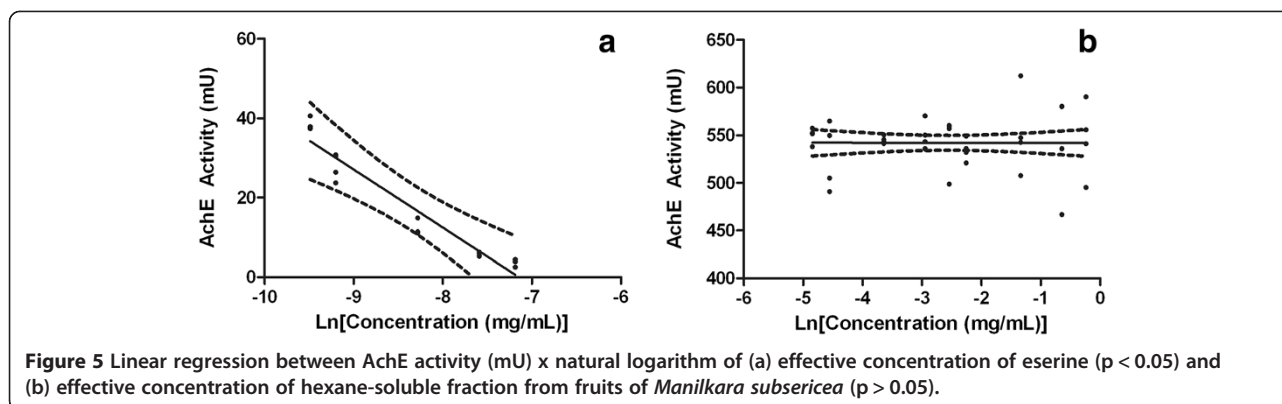 a
60
40
20
0
AchE Activity (mU)
-10 -9 -8 -7 -6
Ln[Concentration (mg/mL)]
b
650
600
550
500
450
400
AchE Activity (mU)
-6 -5 -4 -3 -2 -1 0
Ln[Concentration (mg/mL)]
Figure 5 Linear regression between AchE activity (mU) x natural logarithm of (a) effective concentration of eserine (p < 0.05) and
(b) effective concentration of hexane-soluble fraction from fruits of Manilkara subsericea (p > 0.05).